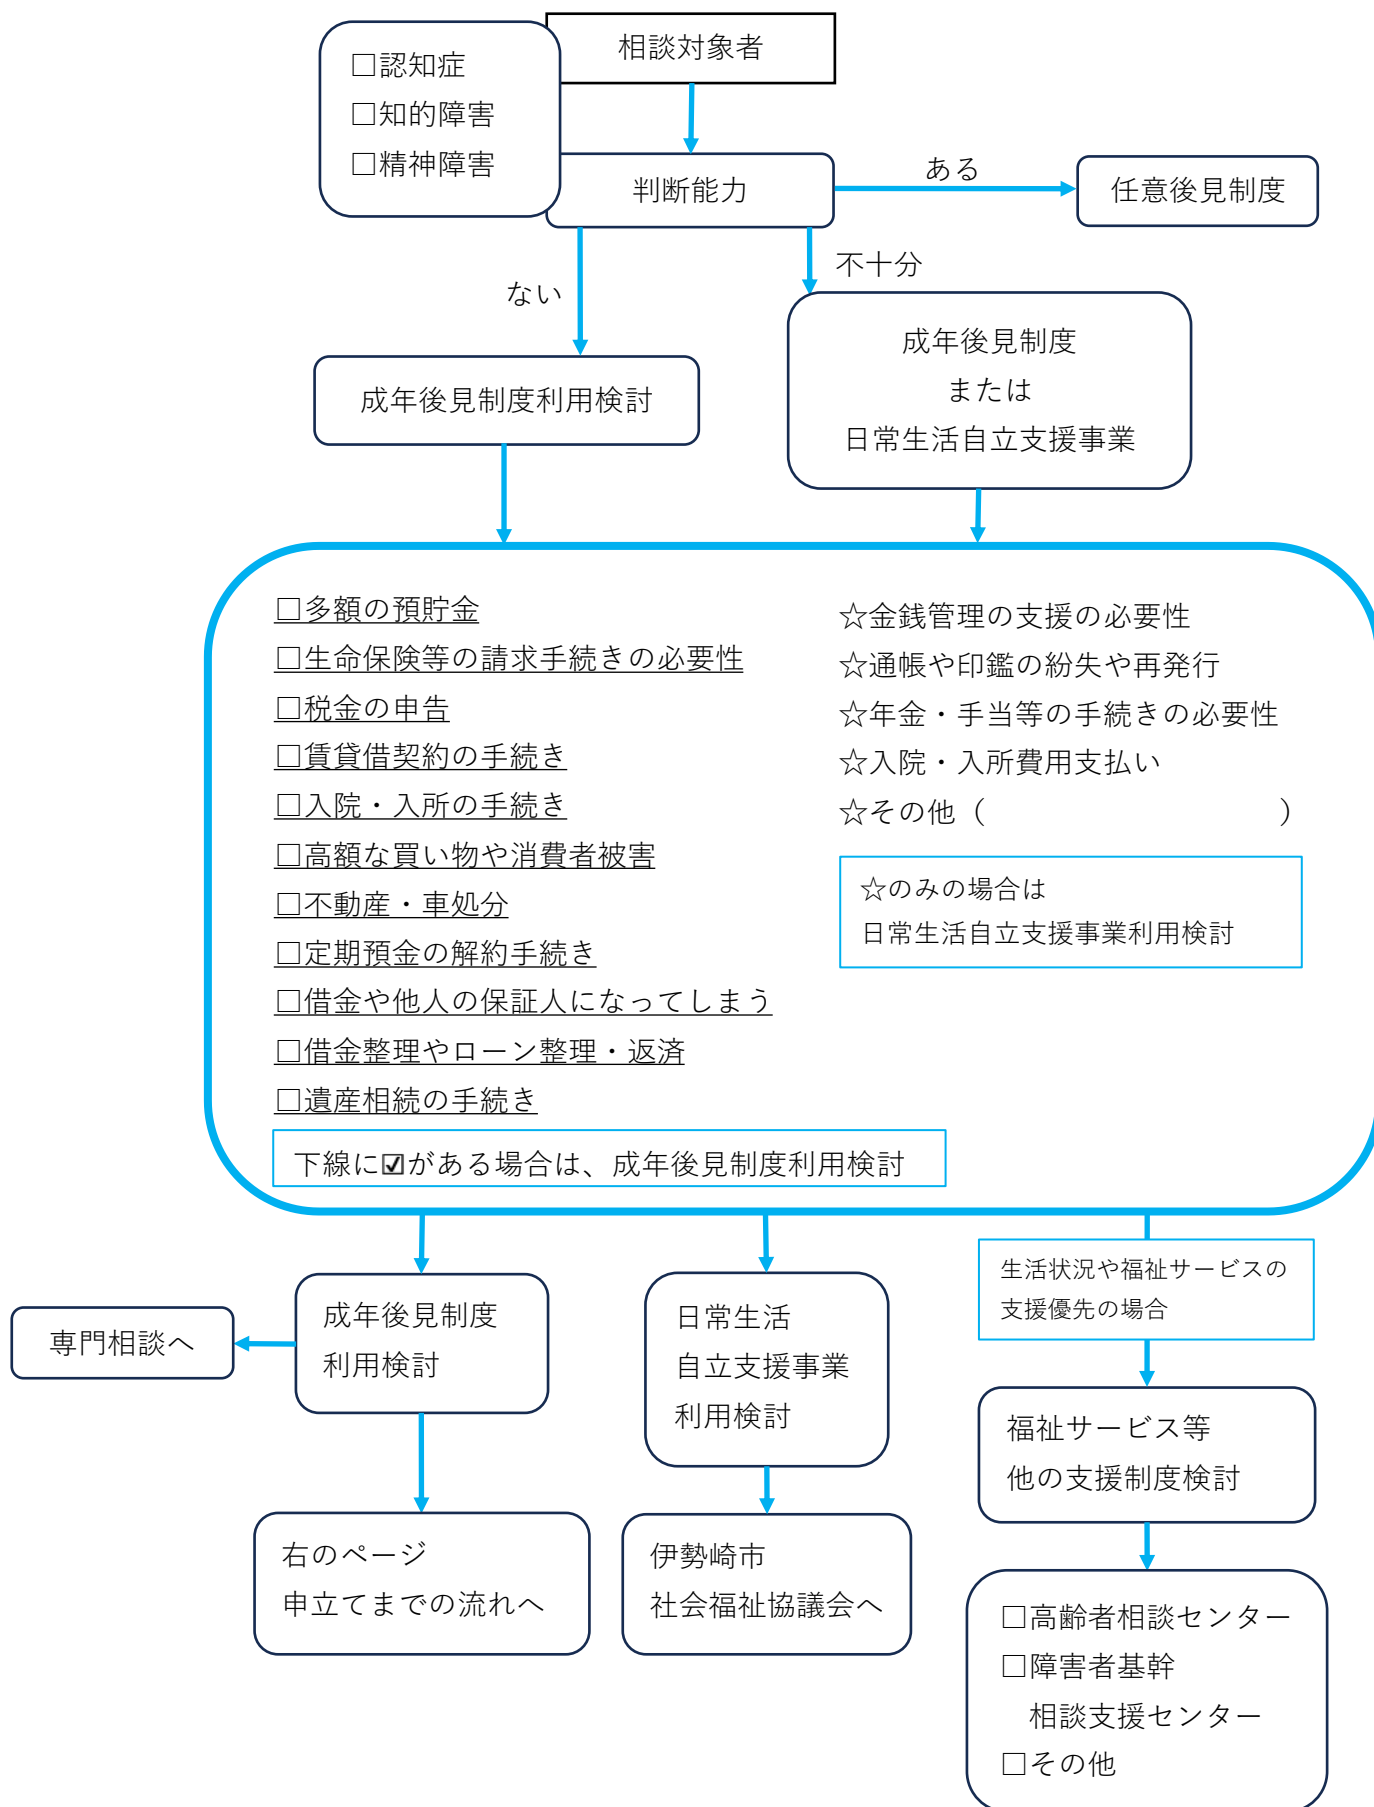 相談対象者
□認知症
□知的障害
□精神障害
判断能力
ある
任意後見制度
不十分
ない
成年後見制度
または
日常生活自立支援事業
成年後見制度利用検討
□多額の預貯金
□生命保険等の請求手続きの必要性
□税金の申告
□賃貸借契約の手続き
□入院・入所の手続き
□高額な買い物や消費者被害
□不動産・車処分
□定期預金の解約手続き
□借金や他人の保証人になってしまう
□借金整理やローン整理・返済
□遺産相続の手続き
下線に☑がある場合は、成年後見制度利用検討
☆金銭管理の支援の必要性
☆通帳や印鑑の紛失や再発行
☆年金・手当等の手続きの必要性
☆入院・入所費用支払い
☆その他（　　　　　　　　　　）
☆のみの場合は
日常生活自立支援事業利用検討
成年後見制度
利用検討
専門相談へ
右のページ
申立てまでの流れへ
日常生活
自立支援事業
利用検討
伊勢崎市
社会福祉協議会へ
生活状況や福祉サービスの
支援優先の場合
福祉サービス等
他の支援制度検討
□高齢者相談センター
□障害者基幹
相談支援センター
□その他